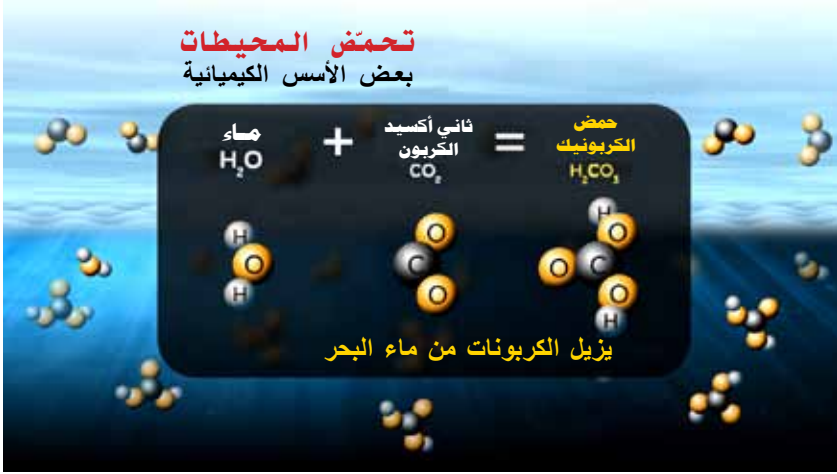 تحمّض المحيطات
بعض الأسس الكيميائية
ماء + ثاني أكسيد الكربون = حمض الكربونيك
H₂O CO₂ H₂CO₃
H O H
C O O
H O C O O H
يزيل الكربونات من ماء البحر